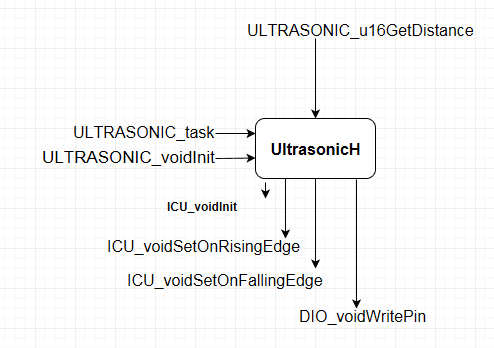 ULTRASONIC_u16GetDistance
ULTRASONIC_task
ULTRASONIC_voidInit
UltrasonicH
ICU_voidInit
ICU_voidSetOnRisingEdge
ICU_voidSetOnFallingEdge
DIO_voidWritePin